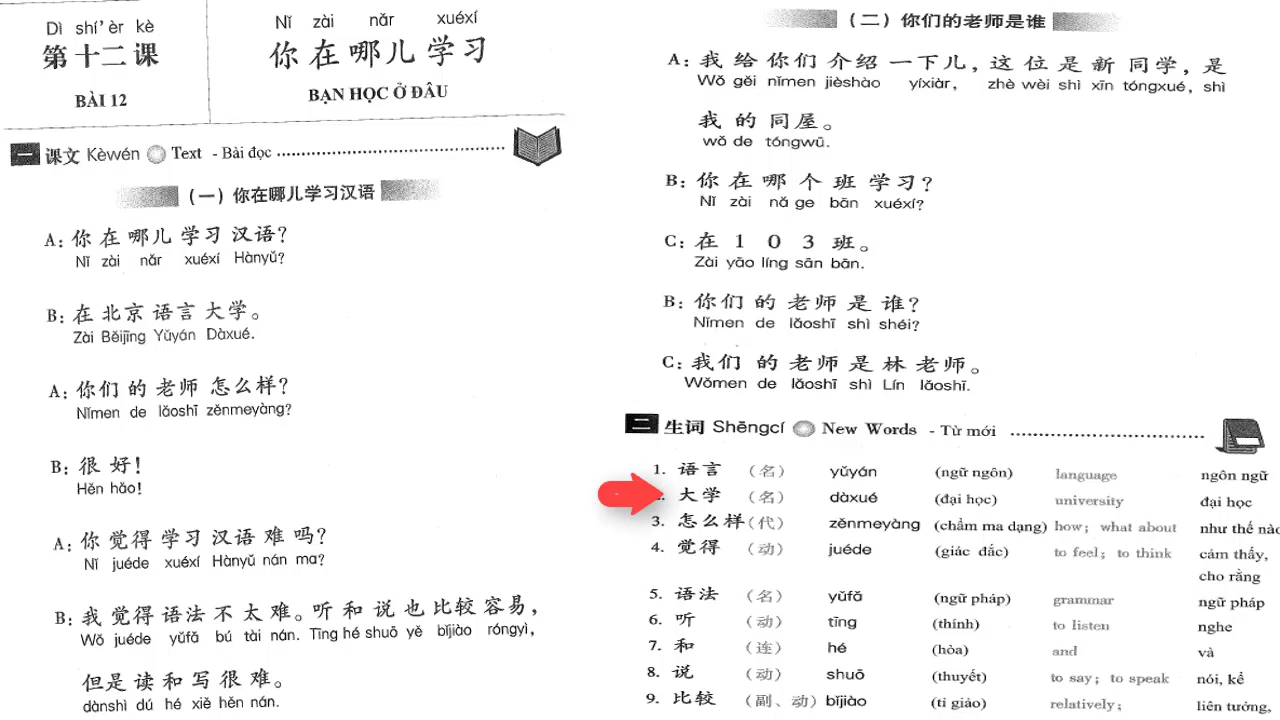 Dì shí'èr kè
第十二课
BÀI 12
Nǐ zài nǎr xuéxí
你在哪儿学习
BẠN HỌC Ở ĐÂU
一 课文 Kèwén Text - Bài đọc
(一) 你在哪儿学习汉语
A: 你在哪儿学习汉语?
Nǐ zài nǎr xuéxí Hànyǔ?
B: 在北京语言大学。
Zài Běijīng Yǔyán Dàxué.
A: 你们的老师怎么样?
Nǐmen de lǎoshī zěnmeyàng?
B: 很好!
Hěn hǎo!
A: 你觉得学习汉语难吗?
Nǐ juéde xuéxí Hànyǔ nán ma?
B: 我觉得语法不太难。听和说也比较容易,
Wǒ juéde yǔfǎ bú tài nán. Tīng hé shuō yě bǐjiào róngyì,
但是读和写很难。
dànshì dú hé xiě hěn nán.
(二) 你们的老师是谁
A: 我给你们介绍一下儿, 这位是新同学, 是
Wǒ gěi nǐmen jièshào yíxiàr, zhè wèi shì xīn tóngxué, shì
我的同屋。
wǒ de tóngwū.
B: 你在哪个班学习?
Nǐ zài nǎ ge bān xuéxí?
C: 在 1 0 3 班。
Zài yāo líng sān bān.
B: 你们的老师是谁?
Nǐmen de lǎoshī shì shéi?
C: 我们的老师是林老师。
Wǒmen de lǎoshī shì Lín lǎoshī.
二 生词 Shēngcí New Words - Từ mới
1. 语言 (名) yǔyán (ngữ ngôn) language ngôn ngữ
2. 大学 (名) dàxué (đại học) university đại học
3. 怎么样 (代) zěnmeyàng (chẩm ma dạng) how; what about như thế nào
4. 觉得 (动) juéde (giác đắc) to feel; to think cảm thấy,
cho rằng
5. 语法 (名) yǔfǎ (ngữ pháp) grammar ngữ pháp
6. 听 (动) tīng (thính) to listen nghe
7. 和 (连) hé (hòa) and và
8. 说 (动) shuō (thuyết) to say; to speak nói, kể
9. 比较 (副、动) bǐjiào (tỉ giảo) relatively; liên tưởng,